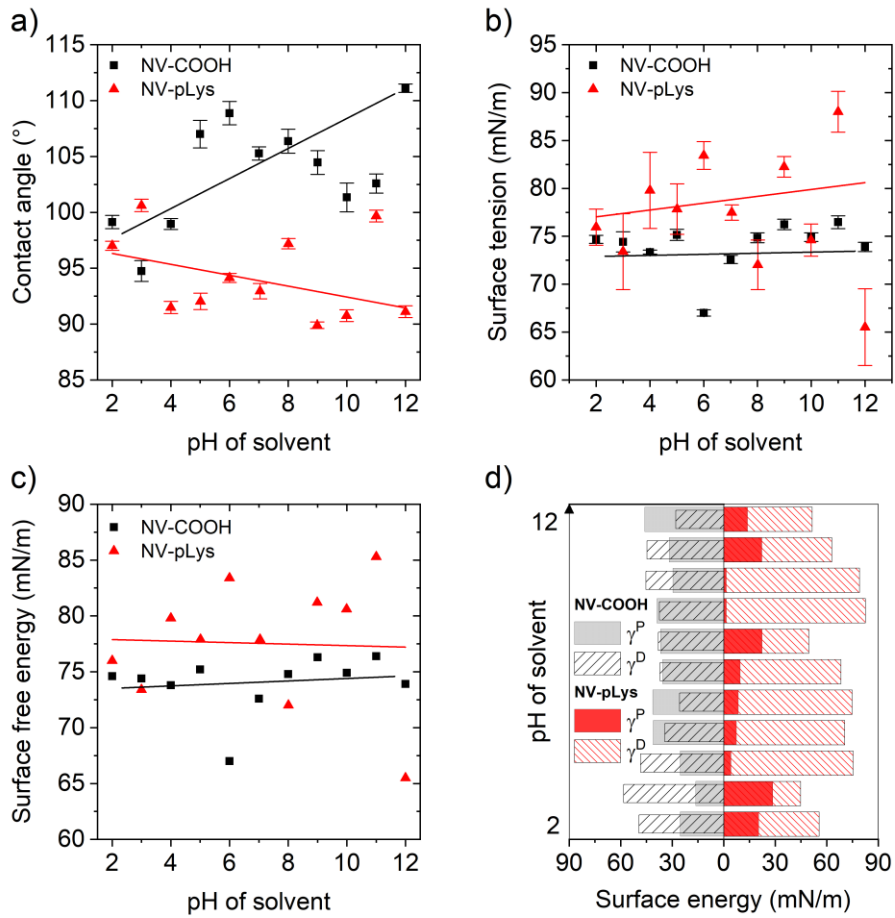 a)
115
110
105
100
95
90
85
Contact angle (°)
NV-COOH
NV-pLys
2 4 6 8 10 12
pH of solvent
b)
95
90
85
80
75
70
65
60
Surface tension (mN/m)
NV-COOH
NV-pLys
2 4 6 8 10 12
pH of solvent
c)
90
85
80
75
70
65
60
Surface free energy (mN/m)
NV-COOH
NV-pLys
2 4 6 8 10 12
pH of solvent
d)
12
pH of solvent
2
NV-COOH
γP
γD
NV-pLys
γP
γD
90 60 30 0 30 60 90
Surface energy (mN/m)